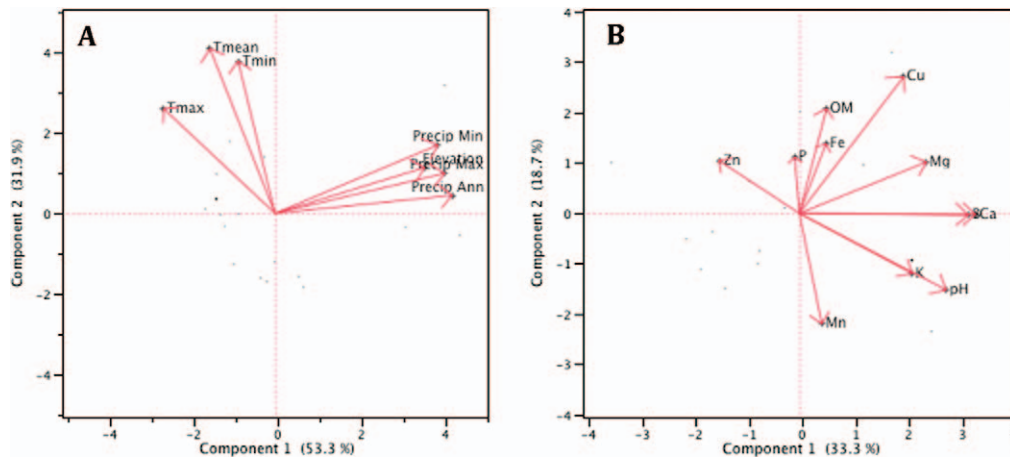 A
Tmean
Tmin
Tmax
Precip Min
Elevation
Precip Max
Precip Ann
4
2
0
-2
-4
Component 2 (31.9 %)
-4
-2
0
2
4
Component 1 (53.3 %)
B
Cu
OM
Fe
P
Zn
Mg
Ca
K
pH
Mn
4
3
2
1
0
-1
-2
-3
-4
Component 2 (18.7 %)
-4
-3
-2
-1
0
1
2
3
Component 1 (33.3 %)